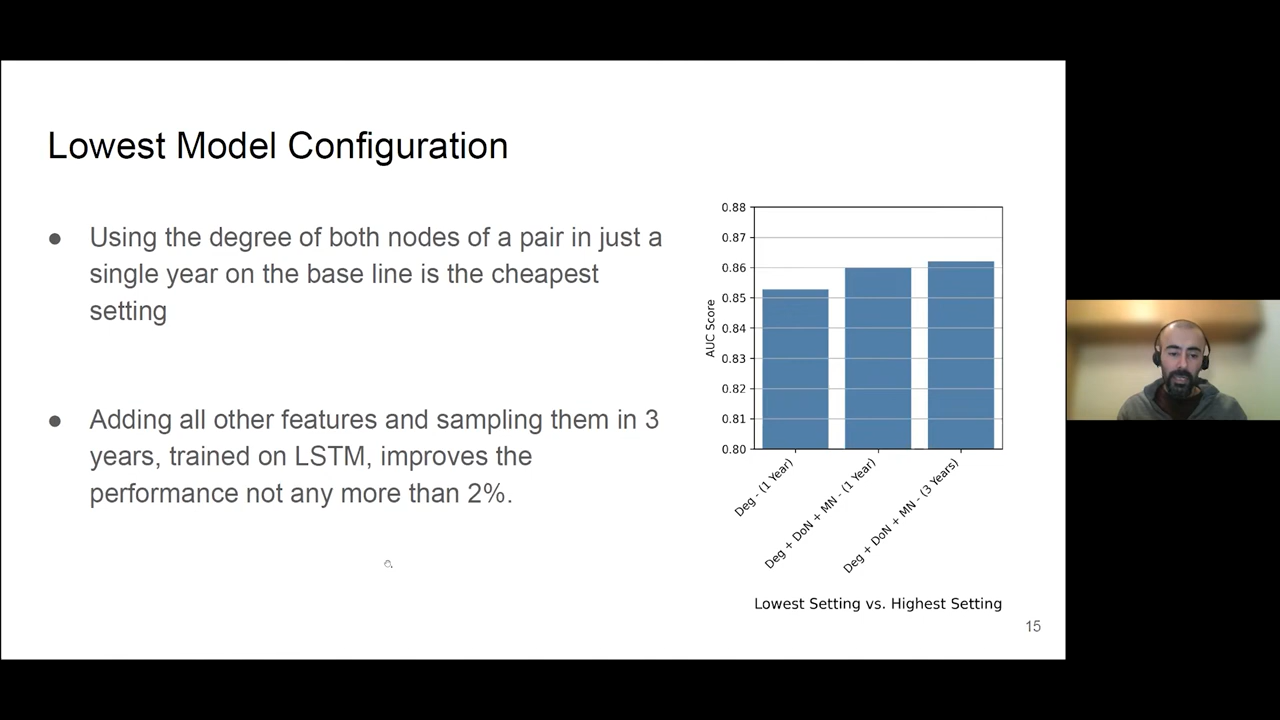 Lowest Model Configuration
● Using the degree of both nodes of a pair in just a
single year on the base line is the cheapest
setting
● Adding all other features and sampling them in 3
years, trained on LSTM, improves the
performance not any more than 2%.
AUC Score
0.88
0.87
0.86
0.85
0.84
0.83
0.82
0.81
0.80
Deg - (1 Year)
Deg + DoN + MN - (1 Year)
Deg + DoN + MN - (3 Years)
Lowest Setting vs. Highest Setting
15